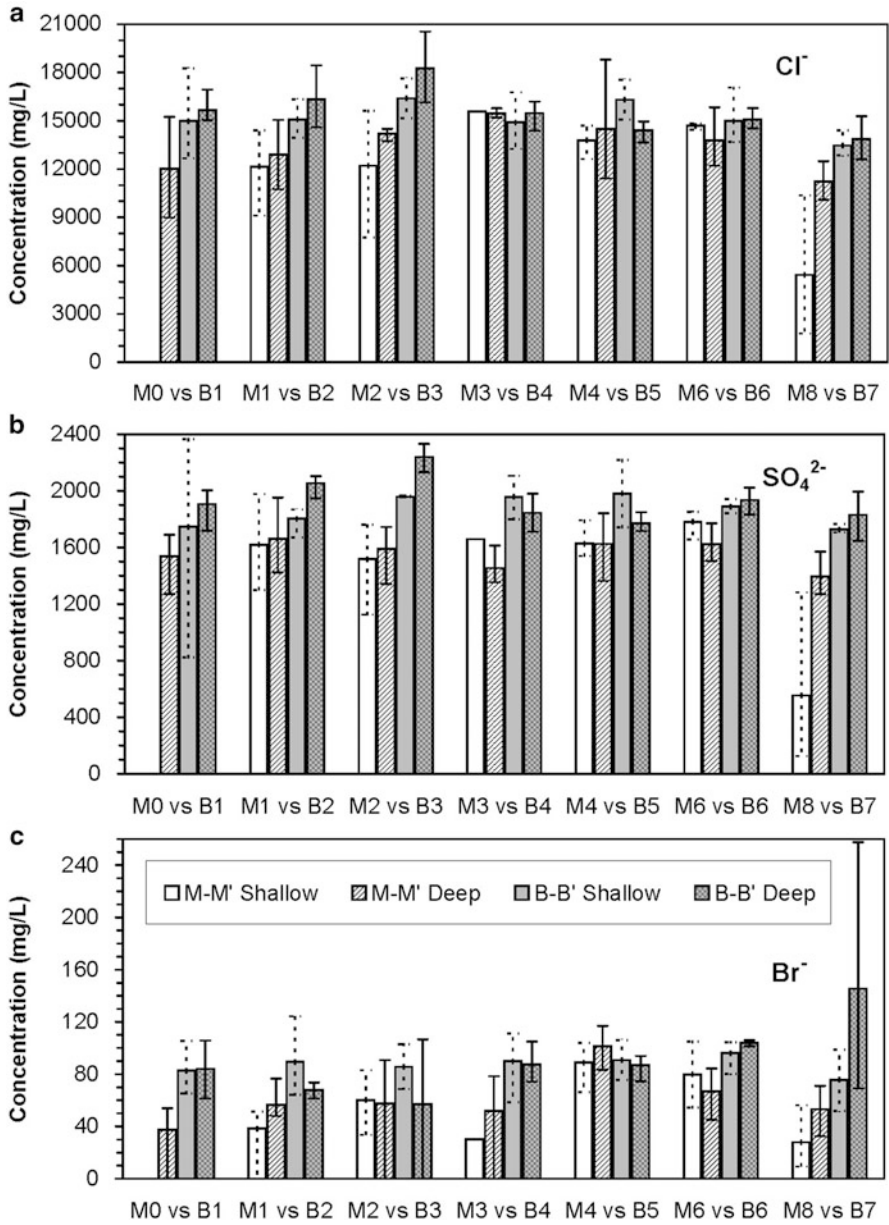 a
21000
18000
15000
12000
9000
6000
3000
0
Concentration (mg/L)
Cl⁻
M0 vs B1 M1 vs B2 M2 vs B3 M3 vs B4 M4 vs B5 M6 vs B6 M8 vs B7
b
2400
2000
1600
1200
800
400
0
Concentration (mg/L)
SO₄²⁻
M0 vs B1 M1 vs B2 M2 vs B3 M3 vs B4 M4 vs B5 M6 vs B6 M8 vs B7
c
240
200
160
120
80
40
0
Concentration (mg/L)
M-M' Shallow M-M' Deep B-B' Shallow B-B' Deep
Br⁻
M0 vs B1 M1 vs B2 M2 vs B3 M3 vs B4 M4 vs B5 M6 vs B6 M8 vs B7